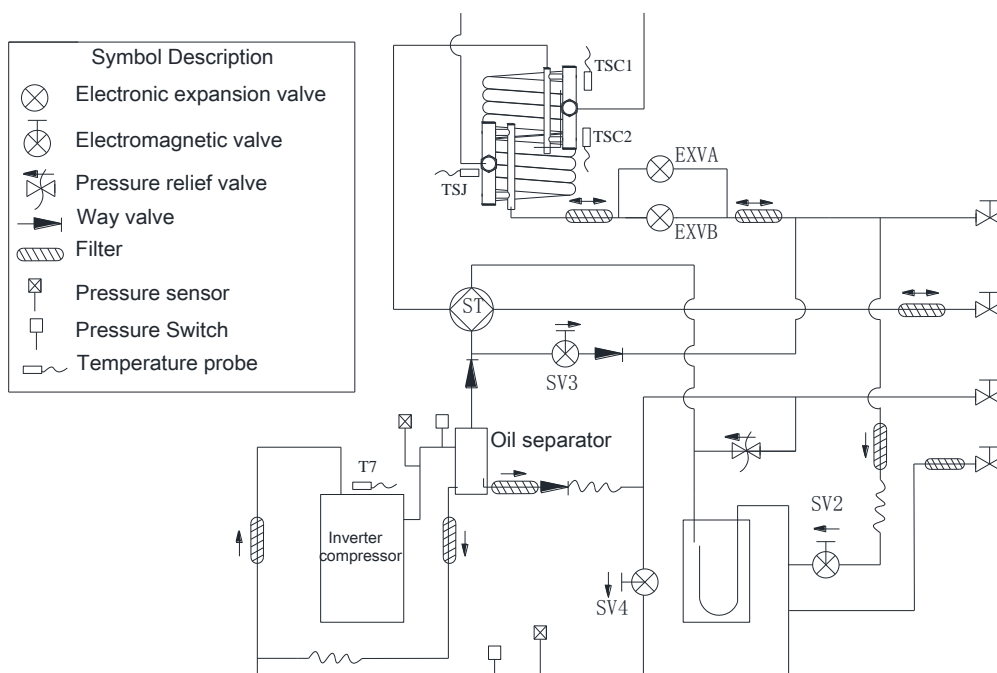 Symbol Description
Electronic expansion valve
Electromagnetic valve
Pressure relief valve
Way valve
Filter
Pressure sensor
Pressure Switch
Temperature probe
TSC1
TSC2
TSJ
EXVA
EXVB
ST
SV3
Oil separator
T7
Inverter
compressor
SV2
SV4